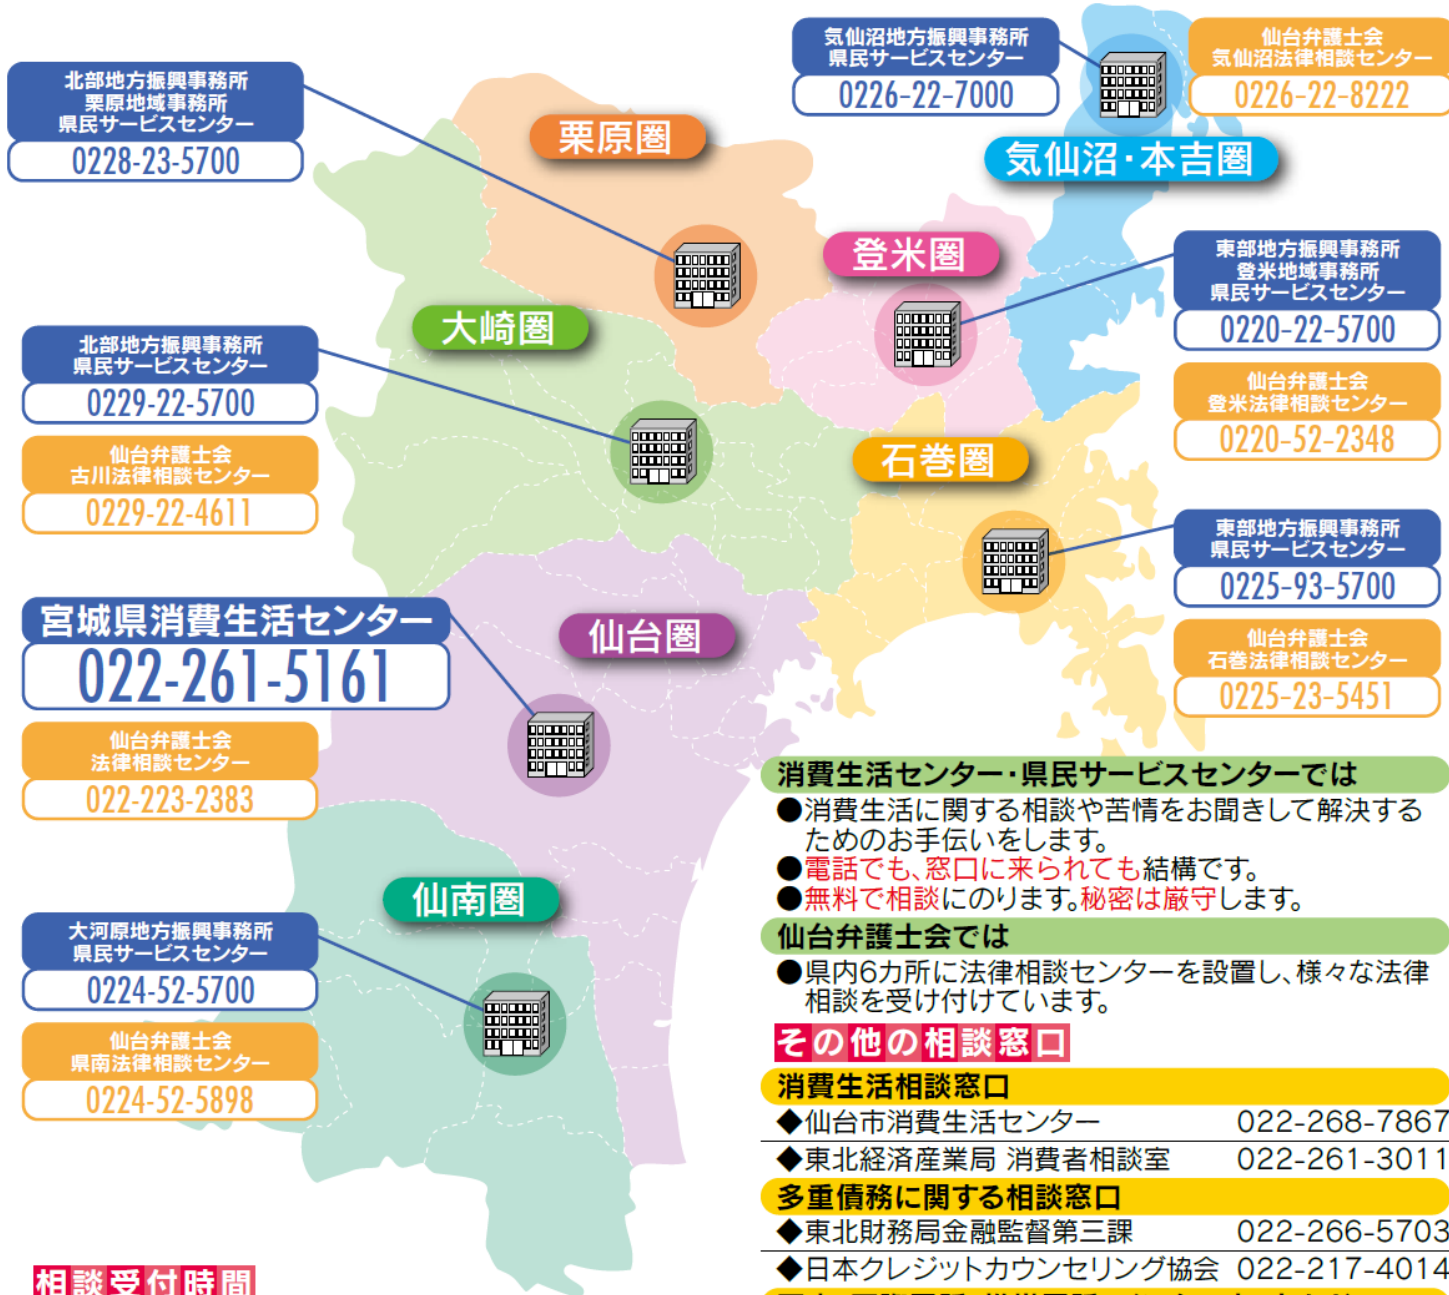 気仙沼地方振興事務所
県民サービスセンター
0226-22-7000
仙台弁護士会
気仙沼法律相談センター
0226-22-8222
北部地方振興事務所
栗原地域事務所
県民サービスセンター
0228-23-5700
栗原圏
気仙沼・本吉圏
登米圏
東部地方振興事務所
登米地域事務所
県民サービスセンター
0220-22-5700
大崎圏
北部地方振興事務所
県民サービスセンター
0229-22-5700
仙台弁護士会
登米法律相談センター
0220-52-2348
仙台弁護士会
古川法律相談センター
0229-22-4611
石巻圏
東部地方振興事務所
県民サービスセンター
0225-93-5700
宮城県消費生活センター
022-261-5161
仙台圏
仙台弁護士会
石巻法律相談センター
0225-23-5451
仙台弁護士会
法律相談センター
022-223-2383
仙南圏
大河原地方振興事務所
県民サービスセンター
0224-52-5700
仙台弁護士会
県南法律相談センター
0224-52-5898
消費生活センター・県民サービスセンターでは
●消費生活に関する相談や苦情をお聞きして解決する
ためのお手伝いをします。
●電話でも、窓口に来られても結構です。
●無料で相談にのります。秘密は厳守します。
仙台弁護士会では
●県内6カ所に法律相談センターを設置し、様々な法律
相談を受け付けています。
その他の相談窓口
消費生活相談窓口
◆仙台市消費生活センター 022-268-7867
◆東北経済産業局 消費者相談室 022-261-3011
多重債務に関する相談窓口
◆東北財務局金融監督第三課 022-266-5703
◆日本クレジットカウンセリング協会 022-217-4014
相談受付時間